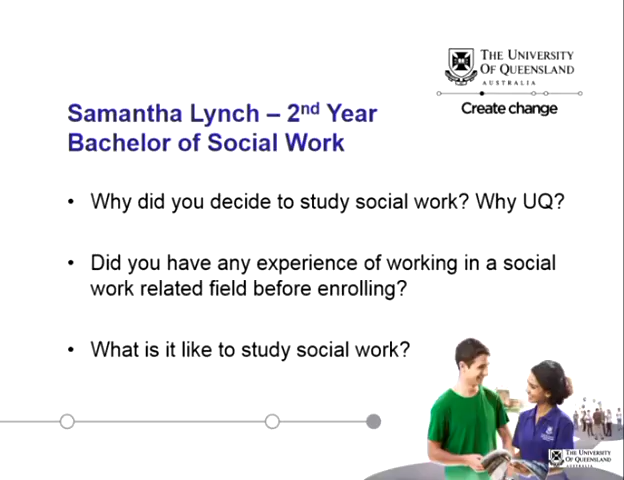 THE UNIVERSITY
OF QUEENSLAND
AUSTRALIA
Create change
Samantha Lynch – 2nd Year
Bachelor of Social Work
• Why did you decide to study social work? Why UQ?
• Did you have any experience of working in a social
work related field before enrolling?
• What is it like to study social work?
THE UNIVERSITY
OF QUEENSLAND
AUSTRALIA